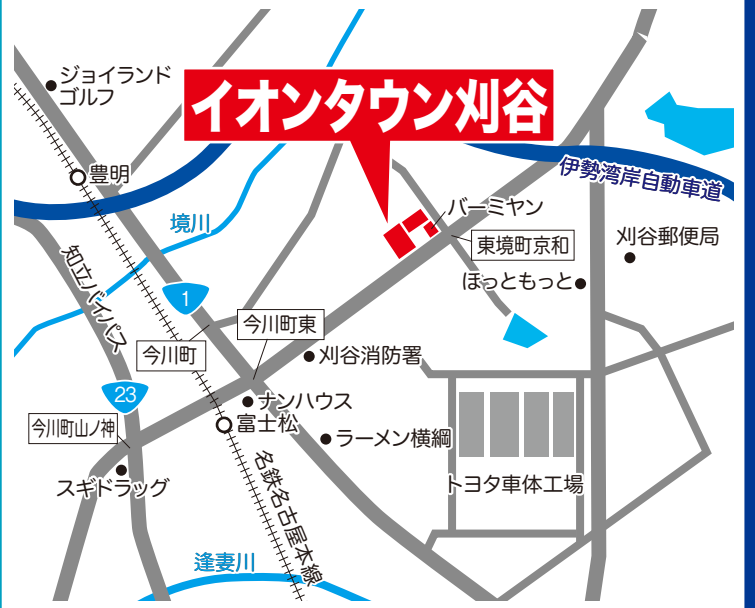 ジョイランド
ゴルフ
イオンタウン刈谷
豊明
伊勢湾岸自動車道
バーミヤン
境川
東境町京和
刈谷郵便局
知立バイパス
ほっともっと
1
今川町東
今川町
刈谷消防署
23
ナンハウス
今川町山ノ神
富士松
ラーメン横綱
スギドラッグ
名鉄名古屋本線
トヨタ車体工場
逢妻川